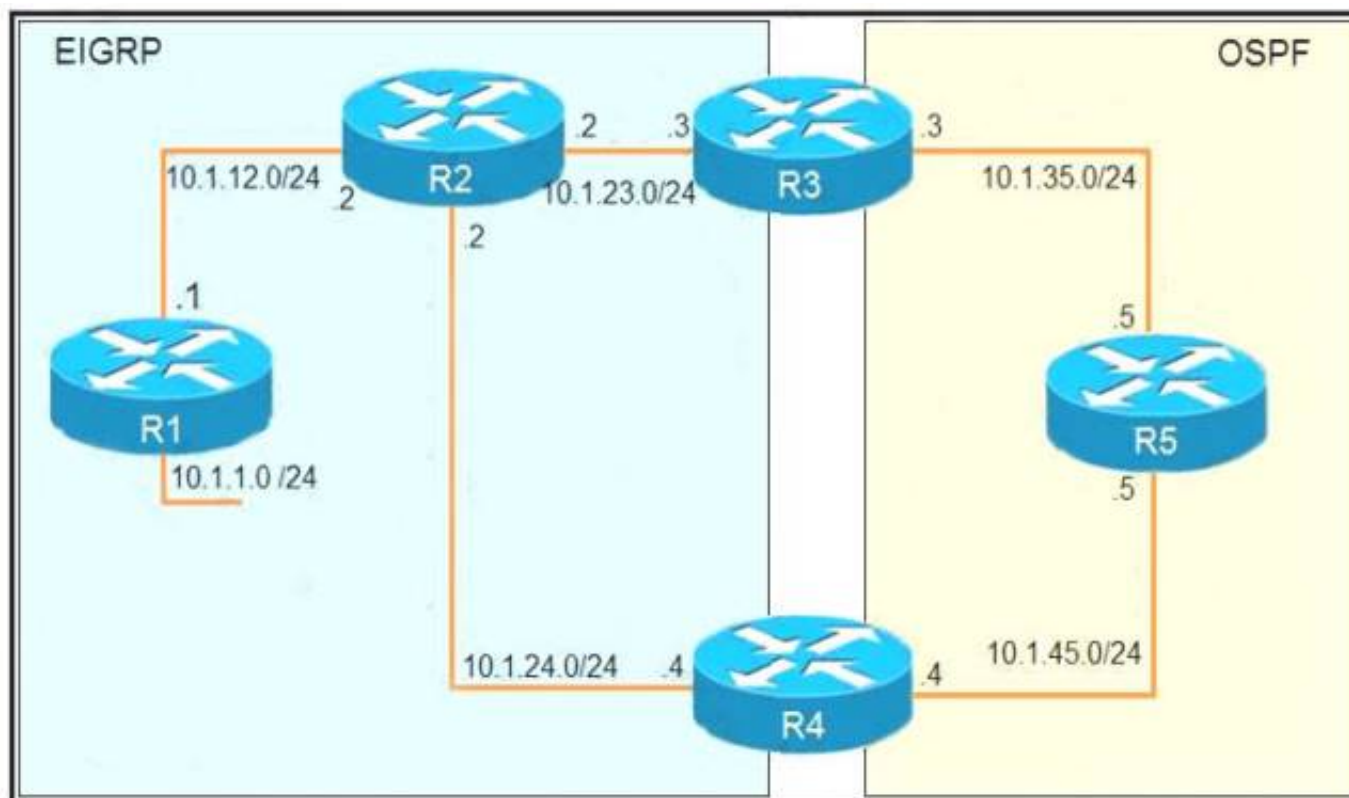 EIGRP
OSPF
.2
.3
.3
10.1.12.0/24
R2
R3
10.1.35.0/24
.2
10.1.23.0/24
.2
.1
.5
R1
R5
10.1.1.0 /24
.5
10.1.24.0/24
.4
10.1.45.0/24
.4
R4